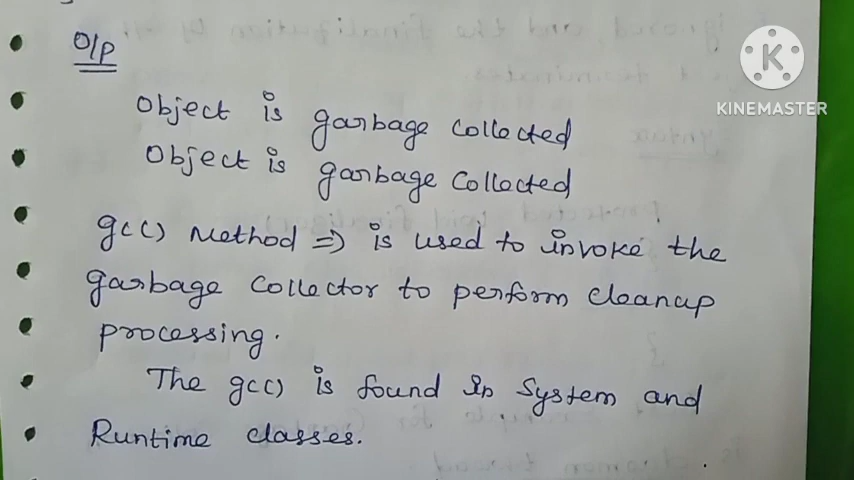 O/P
Object is garbage collected
Object is garbage collected
gc() Method => is used to invoke the
garbage collector to perform cleanup
processing.
The gc() is found in System and
Runtime classes.
KINEMASTER